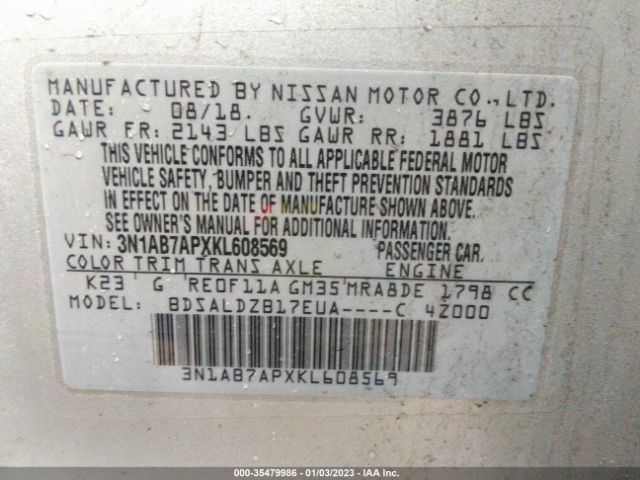 MANUFACTURED BY NISSAN MOTOR CO., LTD.
DATE: 08/18. GVWR: 3876 LBS
GAWR FR: 2143 LBS GAWR RR: 1881 LBS
THIS VEHICLE CONFORMS TO ALL APPLICABLE FEDERAL MOTOR
VEHICLE SAFETY, BUMPER AND THEFT PREVENTION STANDARDS
IN EFFECT ON THE DATE OF MANUFACTURE SHOWN ABOVE.
SEE OWNER'S MANUAL FOR ADDITIONAL INFORMATION.
VIN: 3N1AB7APXKL608569 PASSENGER CAR.
COLOR TRIM TRANS AXLE ENGINE
K23 G RE0F11A GM35 MRA8DE 1798 CC
MODEL: BDSALDZB17EUA----C 4Z000
3N1AB7APXKL608569
000-35479986 - 01/03/2023 - IAA Inc.